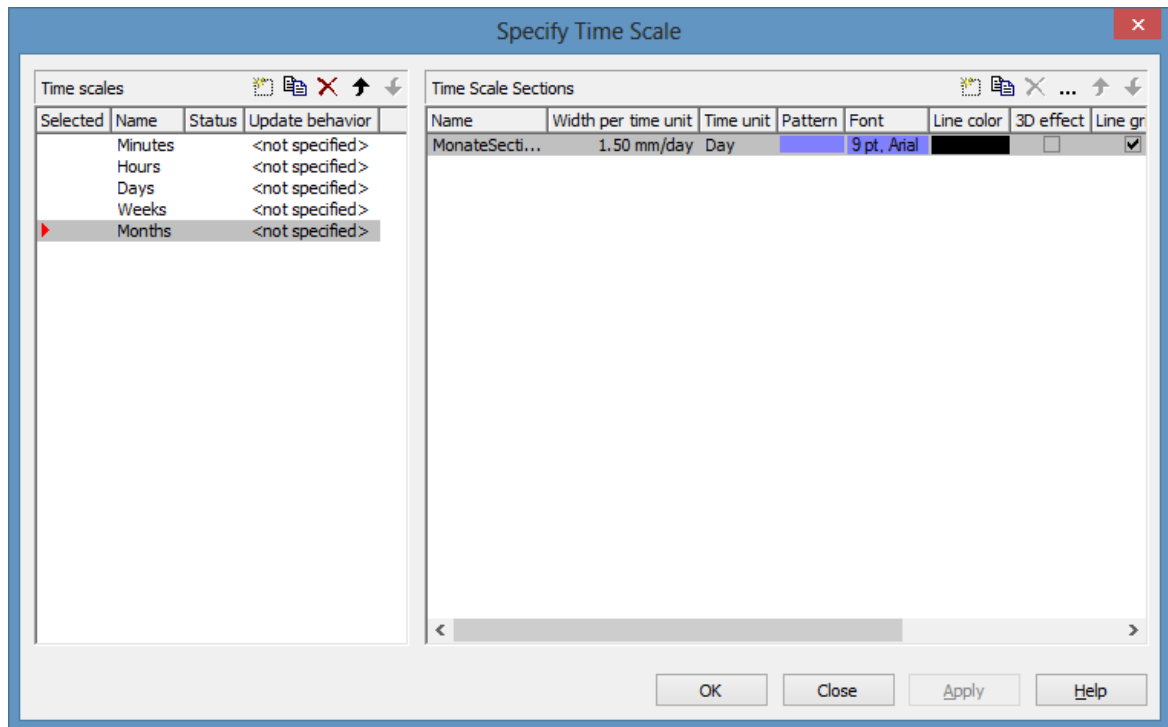 Specify Time Scale
Time scales
Selected Name Status Update behavior
Minutes <not specified>
Hours <not specified>
Days <not specified>
Weeks <not specified>
Months <not specified>
Time Scale Sections
Name Width per time unit Time unit Pattern Font Line color 3D effect Line gr
MonateSecti... 1.50 mm/day Day 9 pt, Arial
OK Close Apply Help